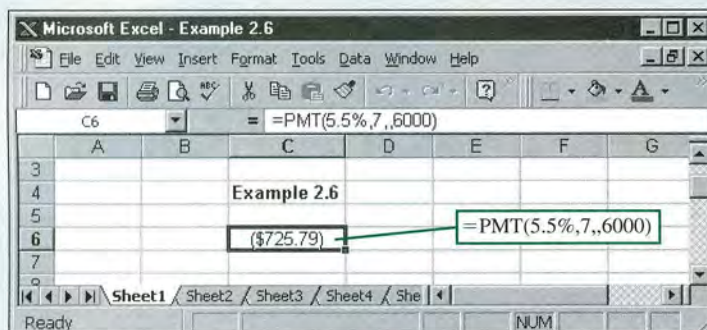 Microsoft Excel - Example 2.6
File Edit View Insert Format Tools Data Window Help
C6 = =PMT(5.5%,7,,6000)
A B C D E F G
3
4 Example 2.6
5
6 ($725.79) =PMT(5.5%,7,,6000)
7
Sheet1 Sheet2 Sheet3 Sheet4 She
Ready NUM